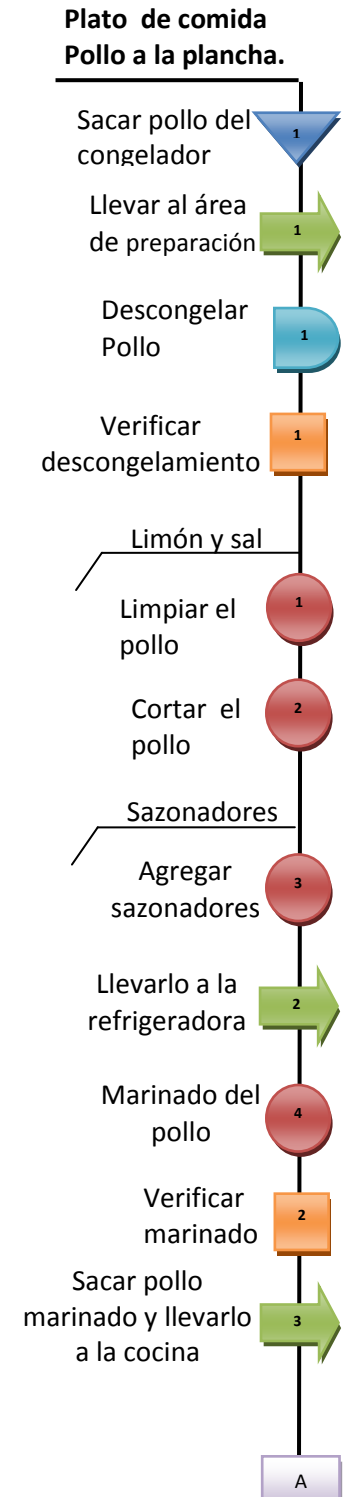 Plato de comida
Pollo a la plancha.
Sacar pollo del
congelador
1
Llevar al área
de preparación
1
Descongelar
Pollo
1
Verificar
descongelamiento
1
Limón y sal
Limpiar el
pollo
1
Cortar el
pollo
2
Sazonadores
Agregar
sazonadores
3
Llevarlo a la
refrigeradora
2
Marinado del
pollo
4
Verificar
marinado
2
Sacar pollo
marinado y llevarlo
a la cocina
3
A